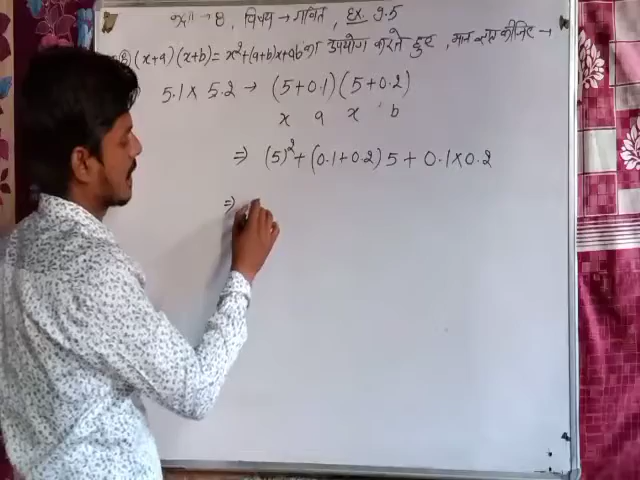 कक्षा → 8, विषय → गणित, Ex. 9.5
(x+a)(x+b) = x²+(a+b)x+ab का उपयोग करते हुए, मान ज्ञात कीजिए →
5.1 × 5.2 → (5+0.1)(5+0.2)
x a x b
⇒ (5)² + (0.1+0.2) 5 + 0.1×0.2
⇒